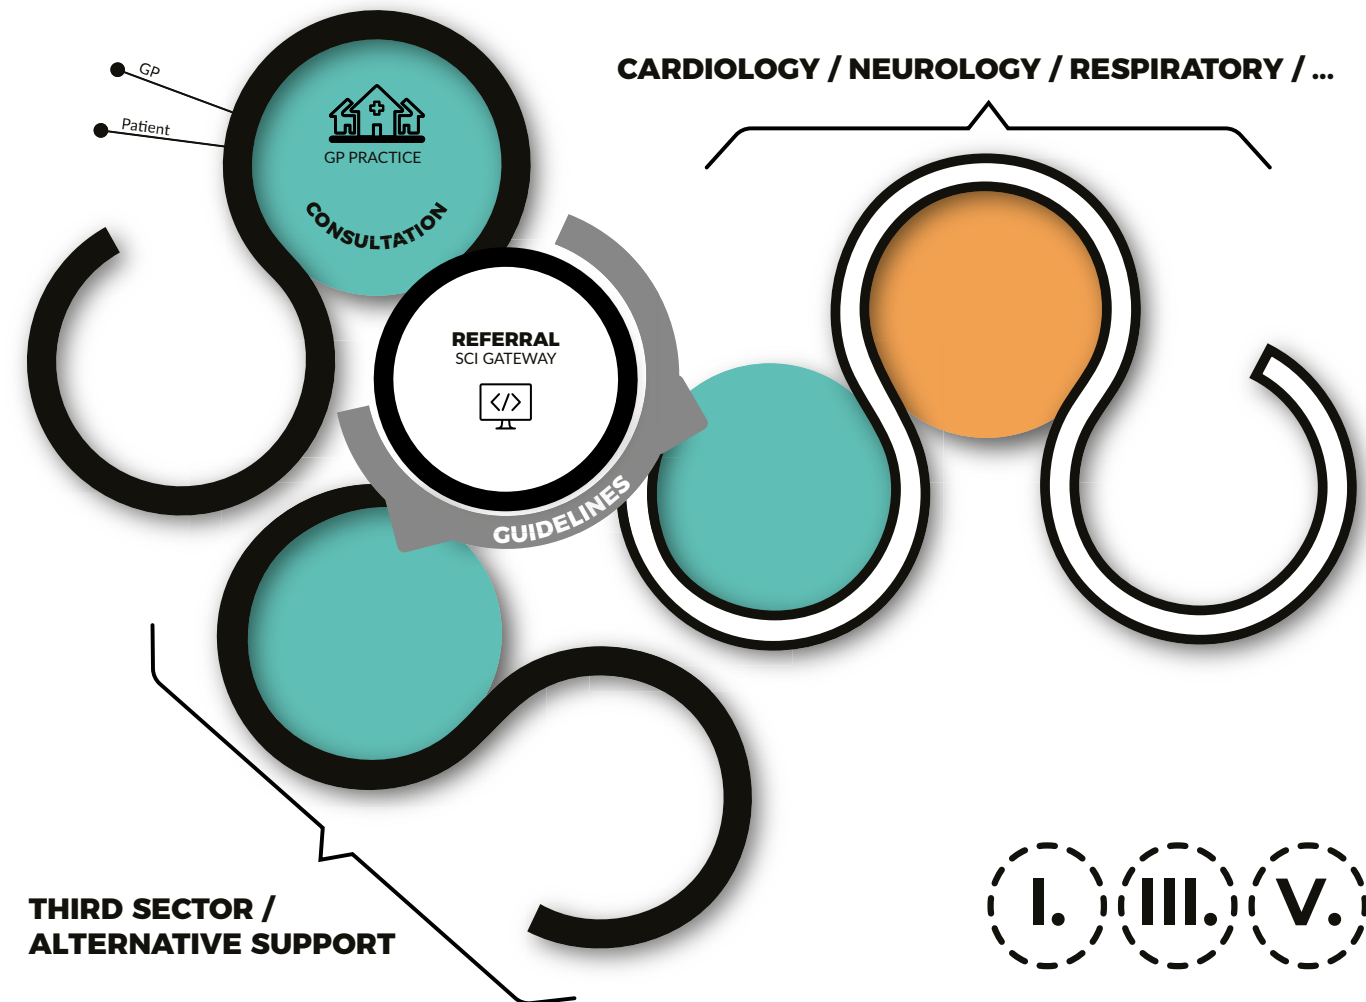 GP
Patient
GP PRACTICE
CONSULTATION
CARDIOLOGY / NEUROLOGY / RESPIRATORY / ...
REFERRAL
SCI GATEWAY
</>
GUIDELINES
THIRD SECTOR /
ALTERNATIVE SUPPORT
I. III. V.